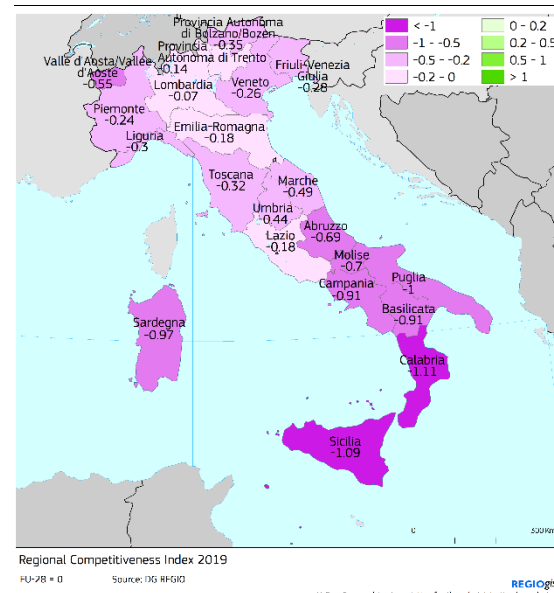 Provincia Autonoma
di Bolzano/Bozen
-0.35
Provincia
Autonoma di Trento
-0.14
Valle d'Aosta/Vallée
d'Aoste
-0.55
Friuli-Venezia
Giulia
-0.28
Lombardia
-0.07
Veneto
-0.26
Piemonte
-0.24
Emilia-Romagna
-0.18
Liguria
-0.3
Toscana
-0.32
Marche
-0.49
Umbria
-0.44
Abruzzo
-0.69
Lazio
-0.18
Molise
-0.7
Campania
-0.91
Puglia
-1
Basilicata
-0.91
Sardegna
-0.97
Calabria
-1.11
Sicilia
-1.09
< -1
-1 - -0.5
-0.5 - -0.2
-0.2 - 0
0 - 0.2
0.2 - 0.5
0.5 - 1
> 1
0 300 Km
Regional Competitiveness Index 2019
EU-28 = 0 Source: DG REGIO
REGIOgis